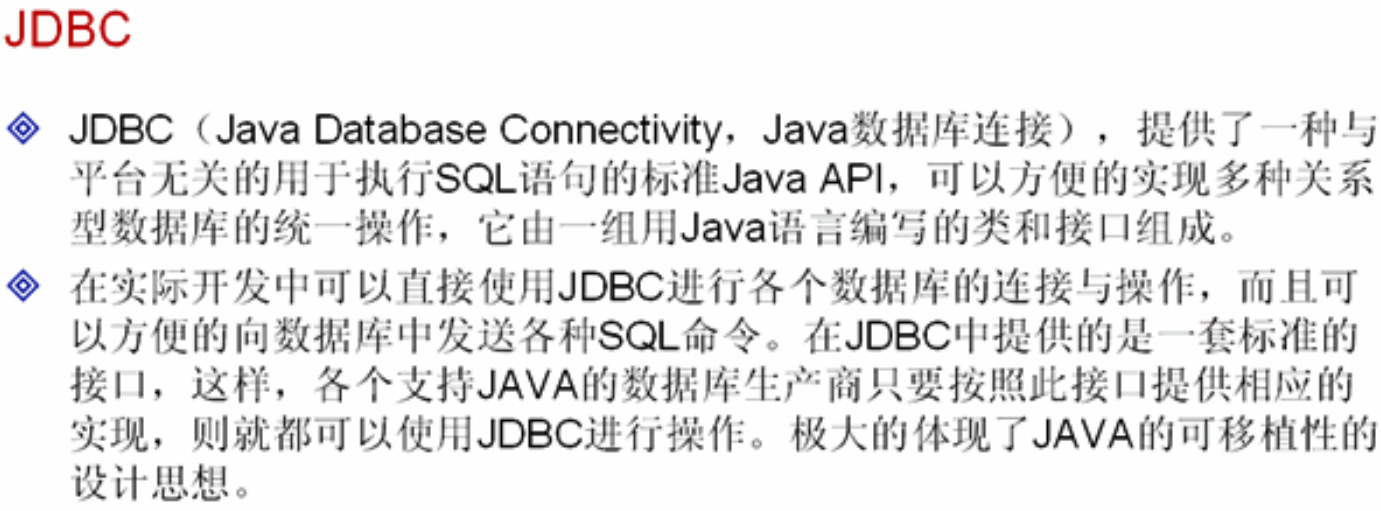 JDBC
JDBC（Java Database Connectivity，Java数据库连接），提供了一种与
平台无关的用于执行SQL语句的标准Java API，可以方便的实现多种关系
型数据库的统一操作，它由一组用Java语言编写的类和接口组成。
在实际开发中可以直接使用JDBC进行各个数据库的连接与操作，而且可
以方便的向数据库中发送各种SQL命令。在JDBC中提供的是一套标准的
接口，这样，各个支持JAVA的数据库生产商只要按照此接口提供相应的
实现，则就都可以使用JDBC进行操作。极大的体现了JAVA的可移植性的
设计思想。